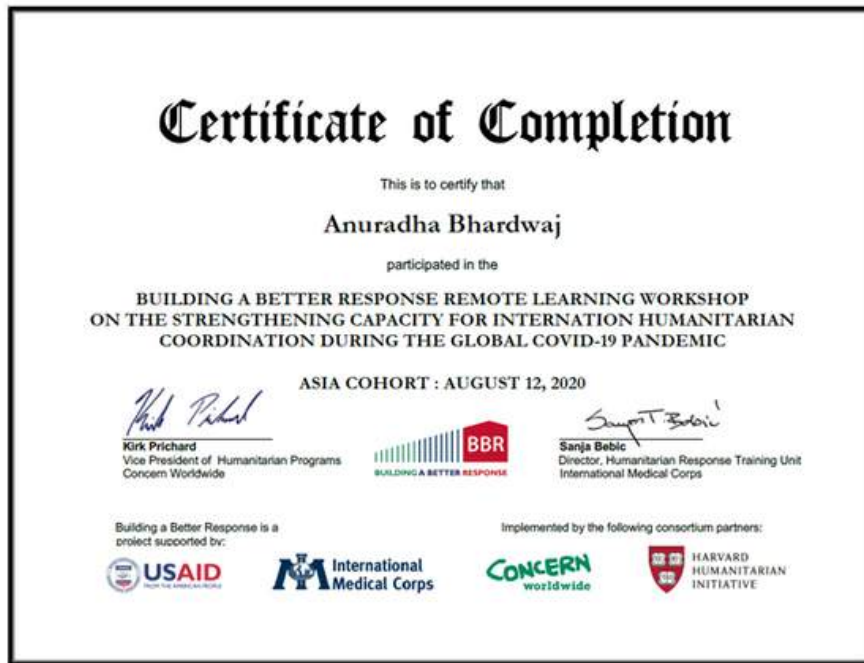 Certificate of Completion
This is to certify that
Anuradha Bhardwaj
participated in the
BUILDING A BETTER RESPONSE REMOTE LEARNING WORKSHOP
ON THE STRENGTHENING CAPACITY FOR INTERNATION HUMANITARIAN
COORDINATION DURING THE GLOBAL COVID-19 PANDEMIC
ASIA COHORT : AUGUST 12, 2020
Kirk Prichard
Vice President of Humanitarian Programs
Concern Worldwide
BBR
BUILDING A BETTER RESPONSE
Sanja Bebic
Director, Humanitarian Response Training Unit
International Medical Corps
Building a Better Response is a
project supported by:
Implemented by the following consortium partners:
USAID
FROM THE AMERICAN PEOPLE
International
Medical Corps
CONCERN
worldwide
HARVARD
HUMANITARIAN
INITIATIVE